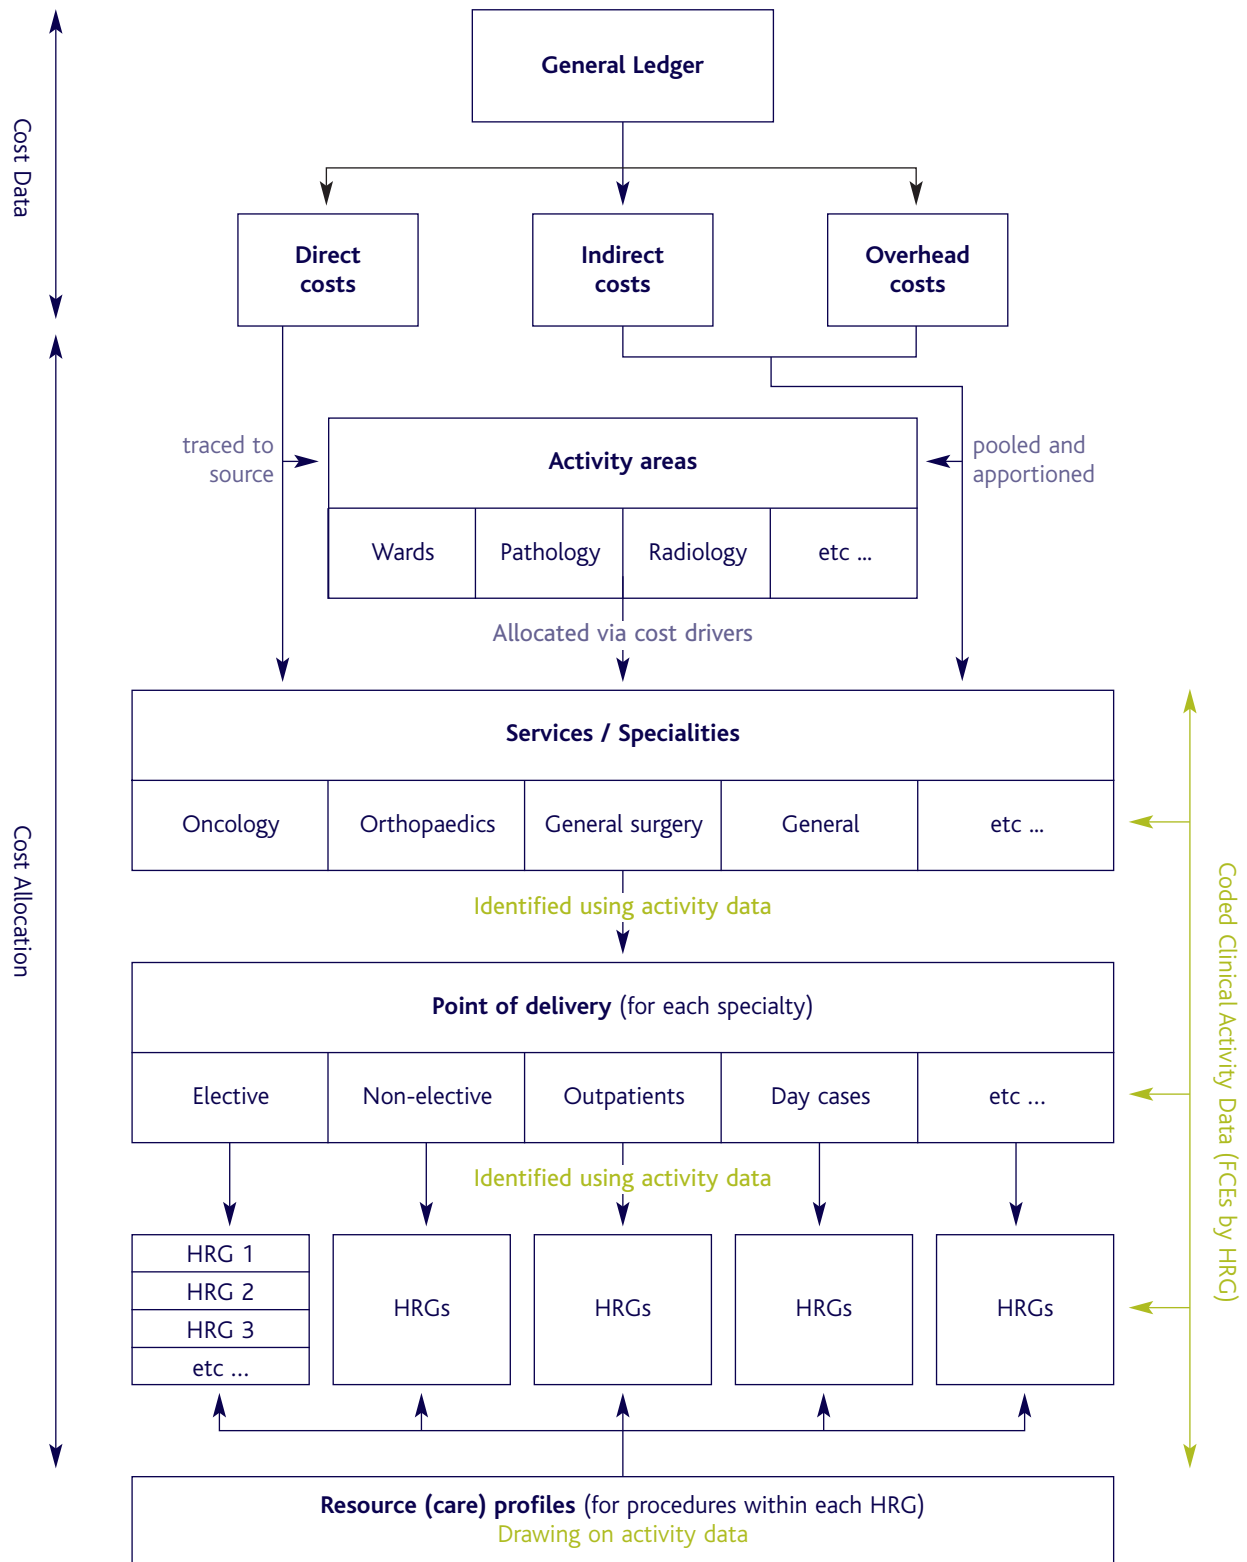 General Ledger
Cost Data
Direct
costs
Indirect
costs
Overhead
costs
traced to
source
Activity areas
pooled and
apportioned
Wards
Pathology
Radiology
etc ...
Allocated via cost drivers
Services / Specialities
Oncology
Orthopaedics
General surgery
General
etc ...
Cost Allocation
Identified using activity data
Coded Clinical Activity Data (FCEs by HRG)
Point of delivery (for each specialty)
Elective
Non-elective
Outpatients
Day cases
etc ...
Identified using activity data
HRG 1
HRG 2
HRG 3
etc ...
HRGs
HRGs
HRGs
HRGs
Resource (care) profiles (for procedures within each HRG)
Drawing on activity data